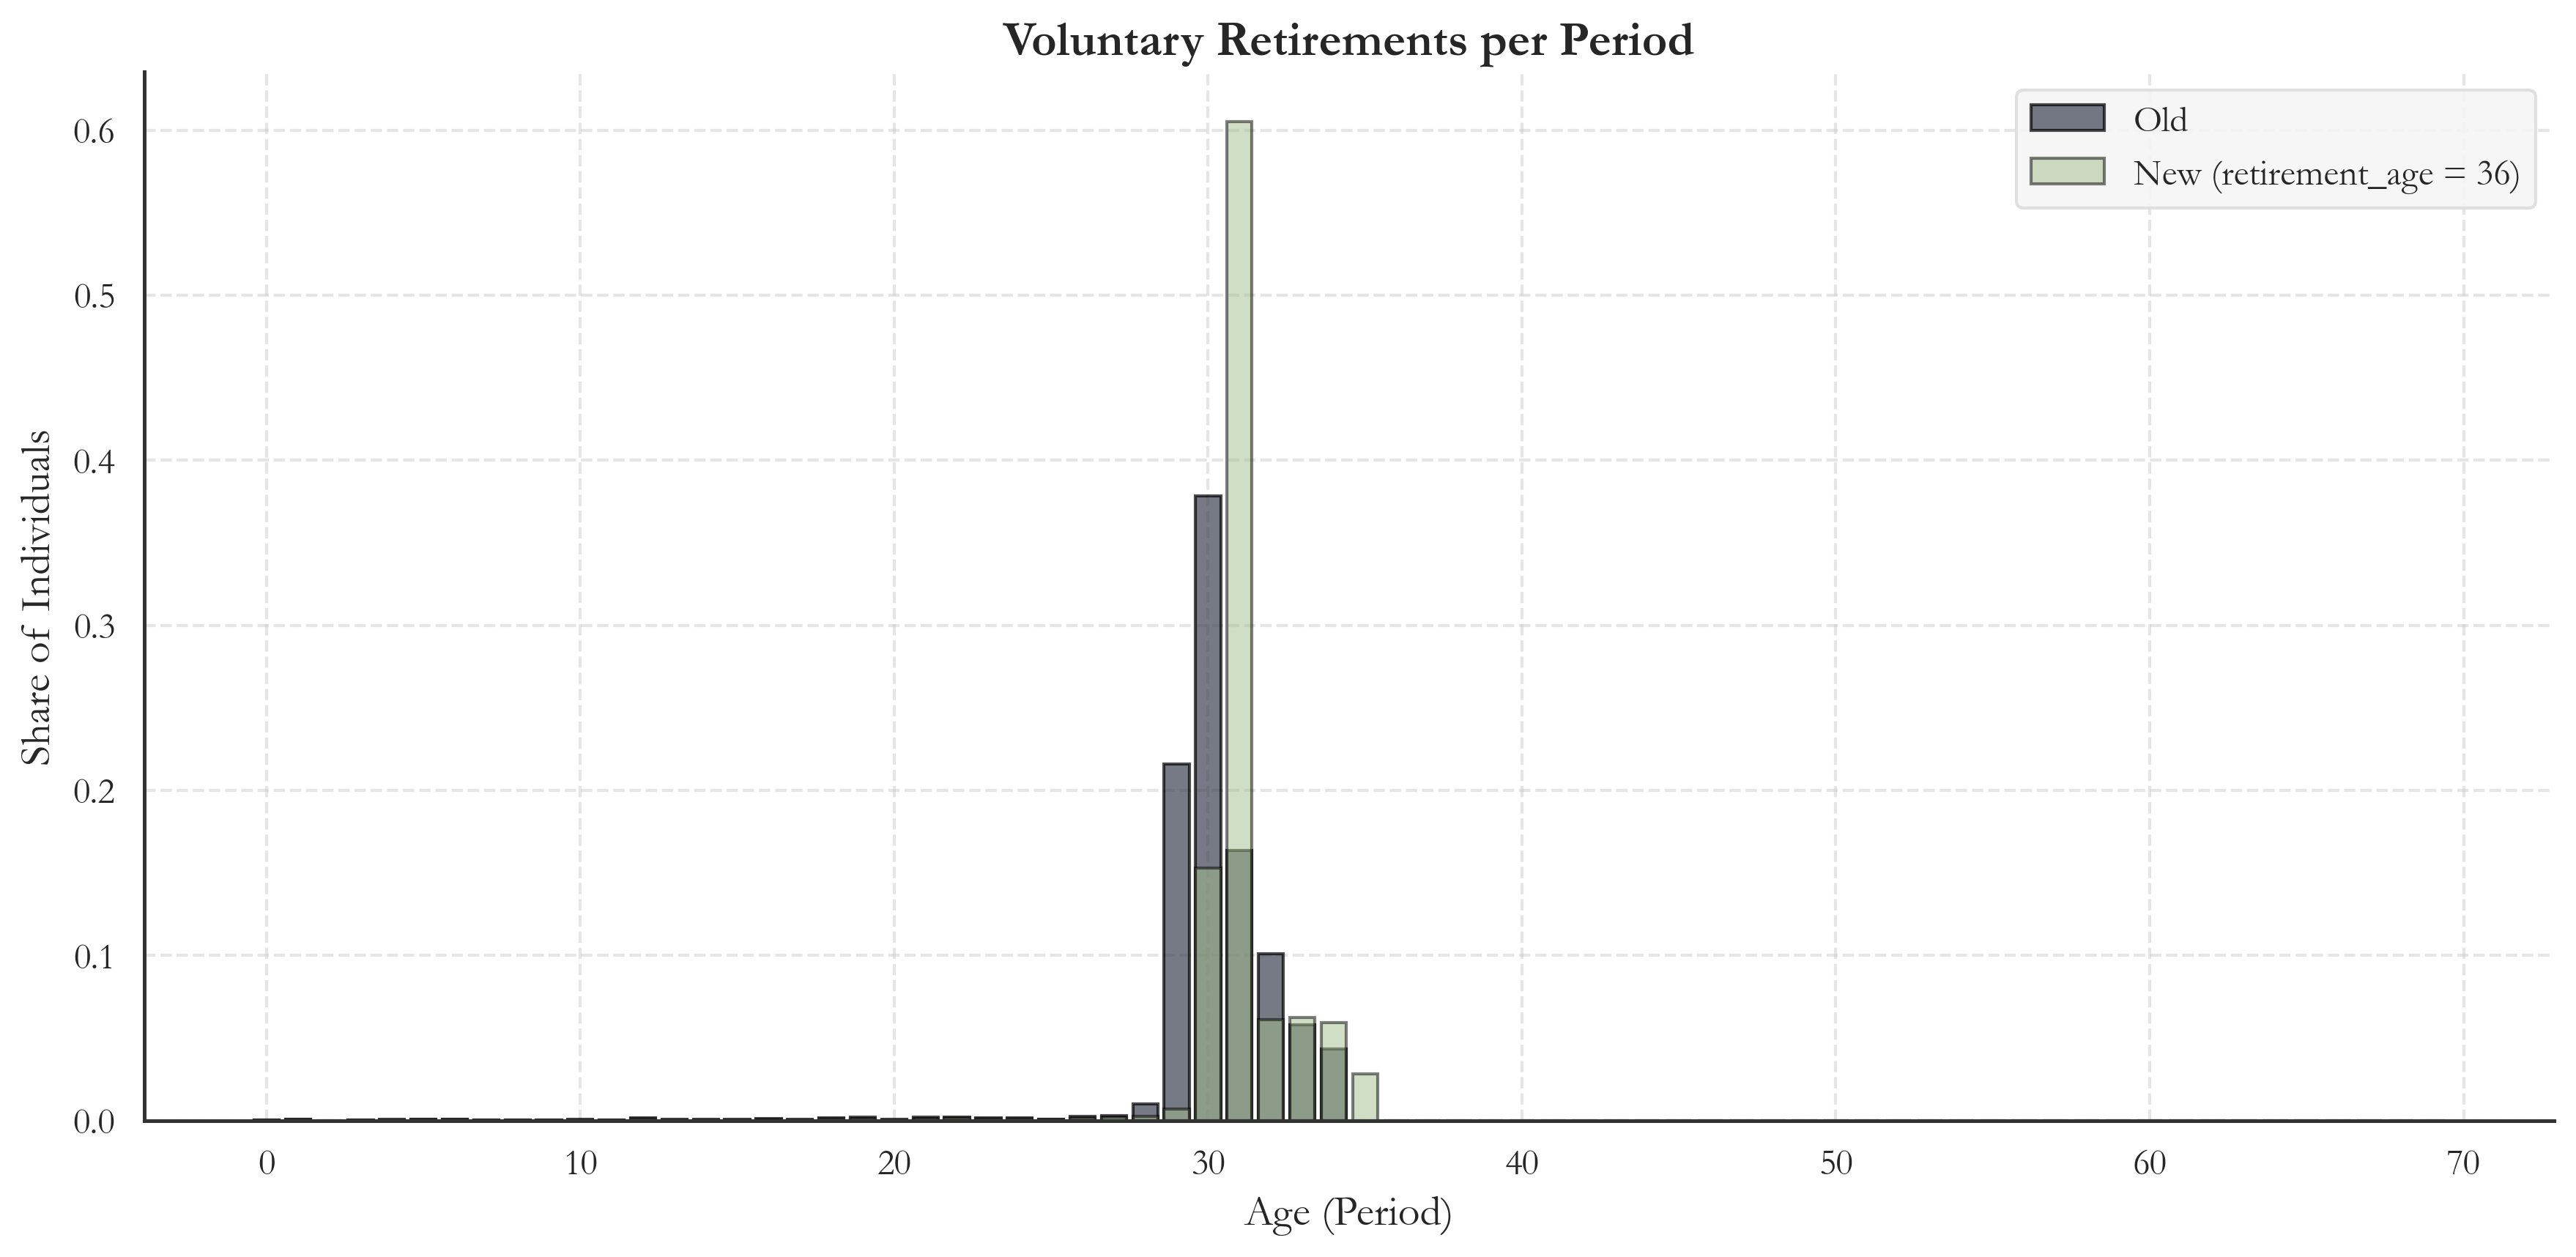 Voluntary Retirements per Period
Old
New (retirement_age = 36)
Share of Individuals
0.6
0.5
0.4
0.3
0.2
0.1
0.0
0 10 20 30 40 50 60 70
Age (Period)